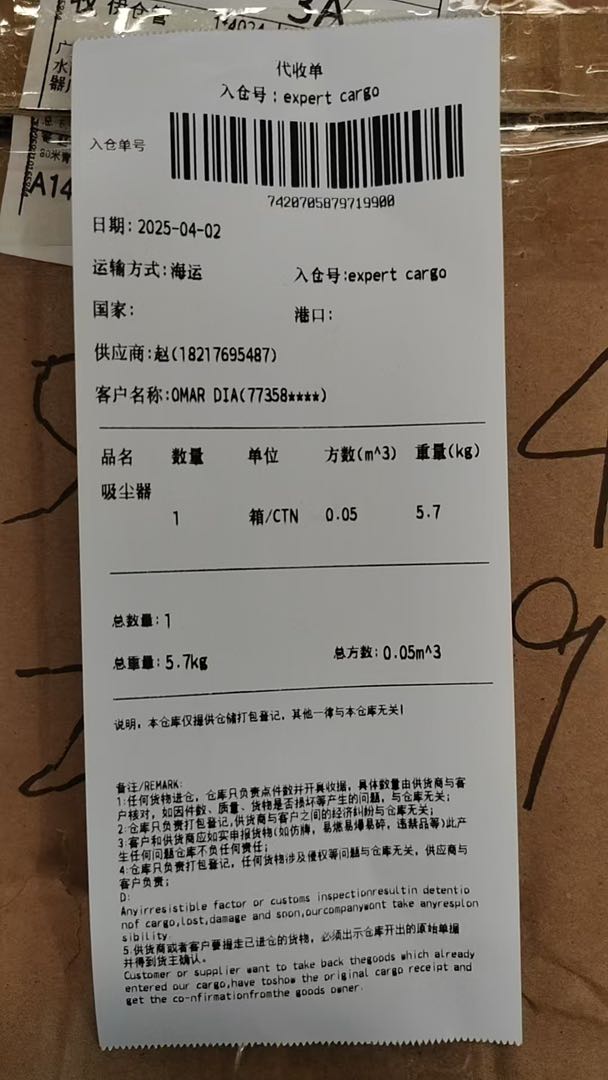 3A
代收单
入仓号:expert cargo
入仓单号
7420705879719900
日期: 2025-04-02
运输方式:海运 入仓号:expert cargo
国家: 港口:
供应商:赵(18217695487)
客户名称:OMAR DIA(77358****)
品名 数量 单位 方数(m^3) 重量(kg)
吸尘器
1 箱/CTN 0.05 5.7
总数量: 1
总重量: 5.7kg 总方数: 0.05m^3
说明, 本仓库仅提供仓储打包登记, 其他一律与本仓库无关!
备注/REMARK:
1:任何货物进仓, 仓库只负责点件数并开具收据, 具体数量由供货商与客
户核对, 如因件数、质量、货物是否损坏等产生的问题, 与仓库无关;
2:仓库只负责打包登记,供货商与客户之间的经济纠纷与仓库无关;
3:客户和供货商应如实申报货物(如仿牌, 易燃易爆易碎, 违禁品等)此产
生任何问题仓库不负任何责任;
4:仓库只负责打包登记, 任何货物涉及侵权等问题与仓库无关, 供应商与
客户负责;
D:
Anyirresistible factor or customs inspectionresultin detentio
nof cargo,lost,damage and soon,ourcompanywont take anyresplon
sibility
5.供货商或者客户要提走已进仓的货物, 必须出示仓库开出的原始单据
并得到货主确认。
Customer or supplier want to take back thegoods which already
entered our cargo,have toshow the original cargo receipt and
get the co-nfirmationfromthe goods owner.
A14
4
9